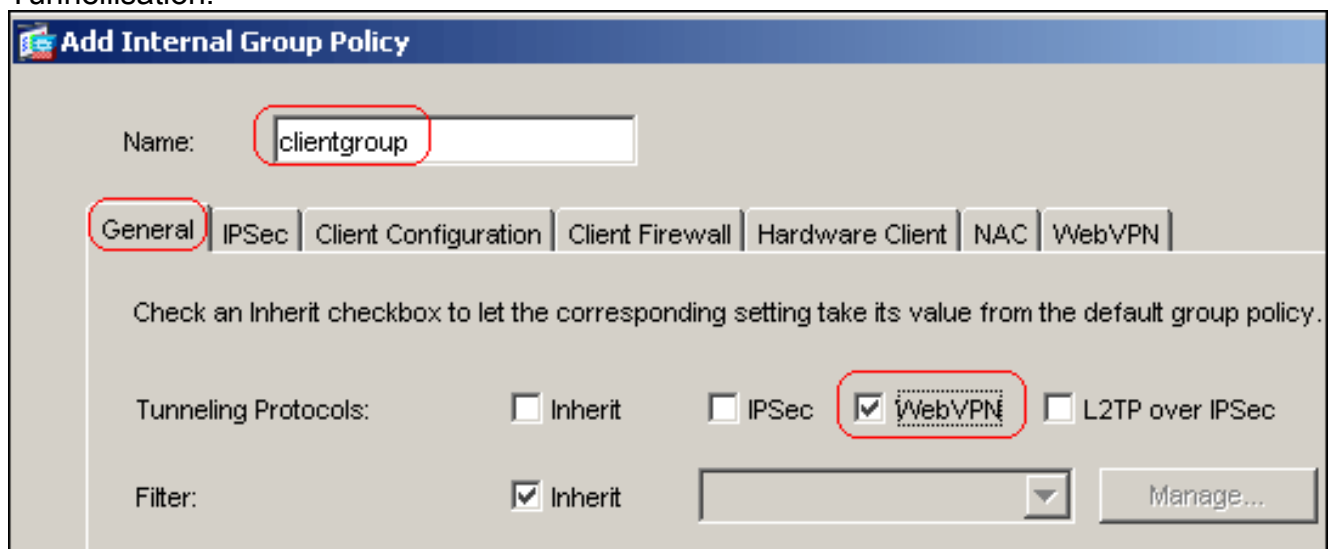 Tunnellisation.
Add Internal Group Policy
Name: clientgroup
General IPSec Client Configuration Client Firewall Hardware Client NAC WebVPN
Check an Inherit checkbox to let the corresponding setting take its value from the default group policy.
Tunneling Protocols: Inherit IPSec WebVPN L2TP over IPSec
Filter: Inherit Manage...